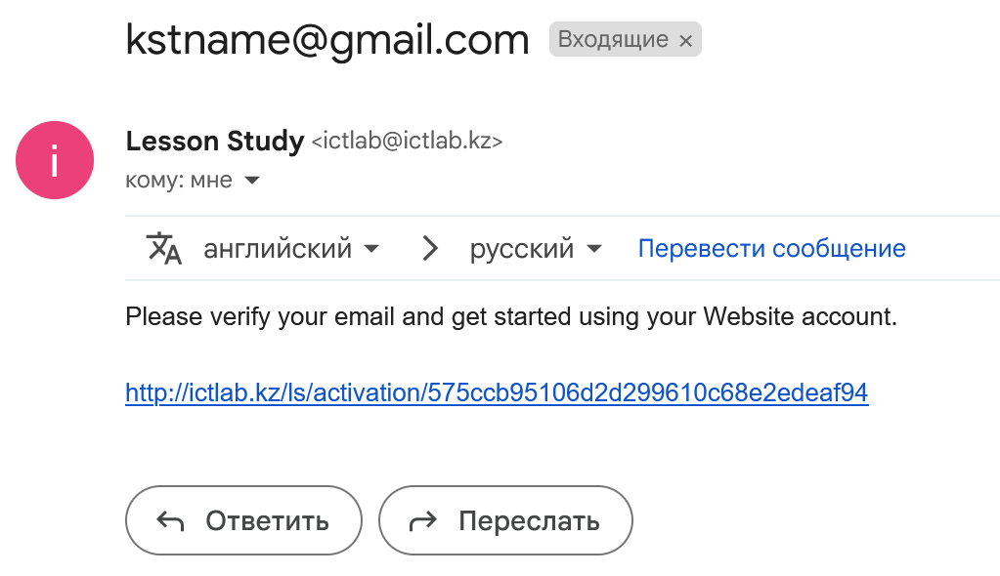 kstname@gmail.com Входящие ×
i
Lesson Study <ictlab@ictlab.kz>
кому: мне
английский > русский Перевести сообщение
Please verify your email and get started using your Website account.
http://ictlab.kz/ls/activation/575ccb95106d2d299610c68e2edeaf94
Ответить Переслать